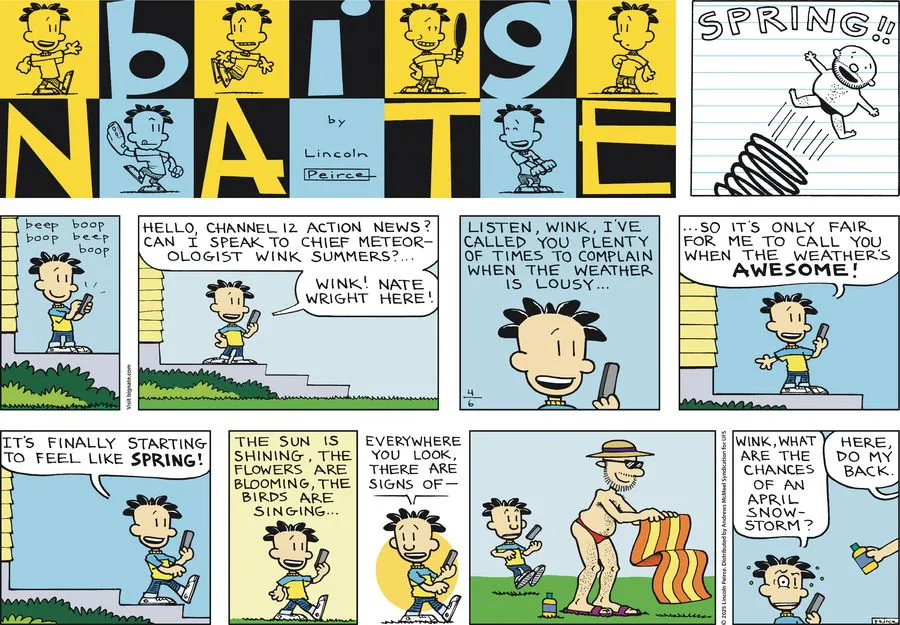 big
NATE
by
Lincoln
Peirce
SPRING!!
beep boop
boop beep
boop
HELLO, CHANNEL 12 ACTION NEWS?
CAN I SPEAK TO CHIEF METEOR-
OLOGIST WINK SUMMERS?...
WINK! NATE
WRIGHT HERE!
Visit bignate.com
LISTEN, WINK, I'VE
CALLED YOU PLENTY
OF TIMES TO COMPLAIN
WHEN THE WEATHER
IS LOUSY...
4
6
...SO IT'S ONLY FAIR
FOR ME TO CALL YOU
WHEN THE WEATHER'S
AWESOME!
IT'S FINALLY STARTING
TO FEEL LIKE SPRING!
THE SUN IS
SHINING, THE
FLOWERS ARE
BLOOMING, THE
BIRDS ARE
SINGING...
EVERYWHERE
YOU LOOK,
THERE ARE
SIGNS OF—
© 2025 Lincoln Peirce. Distributed by Andrews McMeel Syndication for UFS
WINK, WHAT
ARE THE
CHANCES
OF AN
APRIL
SNOW-
STORM?
HERE,
DO MY
BACK.
PEIRCE